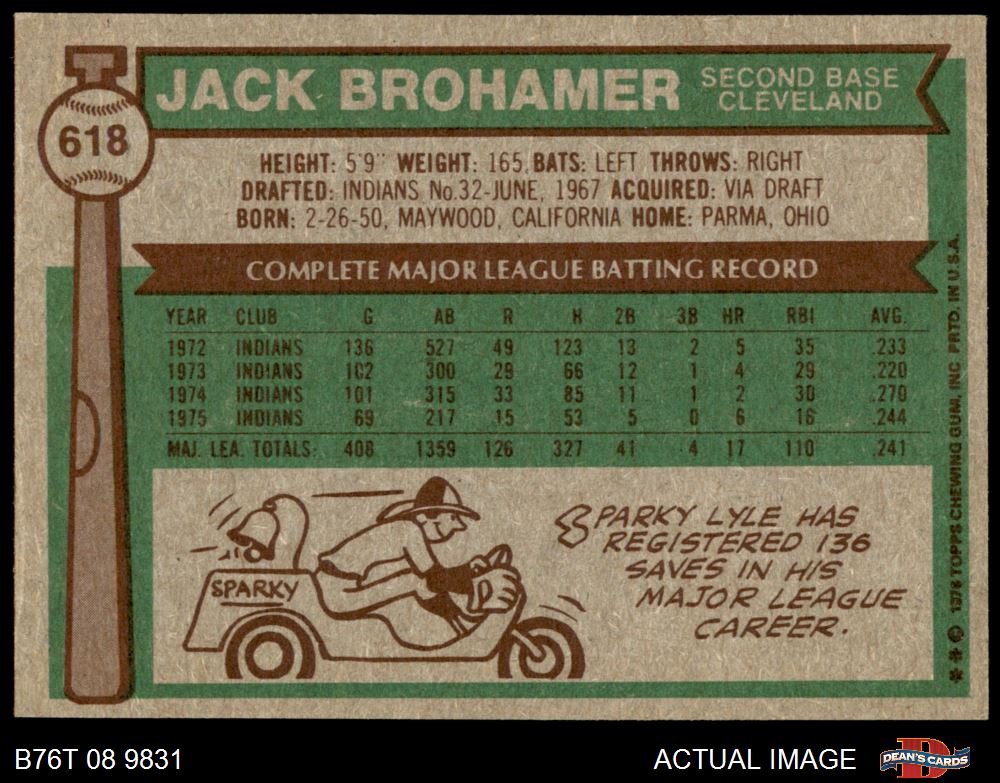 618
JACK BROHAMER
SECOND BASE
CLEVELAND
HEIGHT: 5'9" WEIGHT: 165 BATS: LEFT THROWS: RIGHT
DRAFTED: INDIANS No.32-JUNE, 1967 ACQUIRED: VIA DRAFT
BORN: 2-26-50, MAYWOOD, CALIFORNIA HOME: PARMA, OHIO
COMPLETE MAJOR LEAGUE BATTING RECORD
YEAR CLUB G AB R H 2B 3B HR RBI AVG.
1972 INDIANS 136 527 49 123 13 2 5 35 .233
1973 INDIANS 102 300 29 66 12 1 4 29 .220
1974 INDIANS 101 315 33 85 11 1 2 30 .270
1975 INDIANS 69 217 15 53 5 0 6 16 .244
MAJ. LEA. TOTALS: 408 1359 126 327 41 4 17 110 .241
SPARKY
SPARKY LYLE HAS
REGISTERED 136
SAVES IN HIS
MAJOR LEAGUE
CAREER.
** © 1976 TOPPS CHEWING GUM, INC. PRTD. IN U.S.A.
B76T 08 9831
ACTUAL IMAGE
D
DEAN'S CARDS